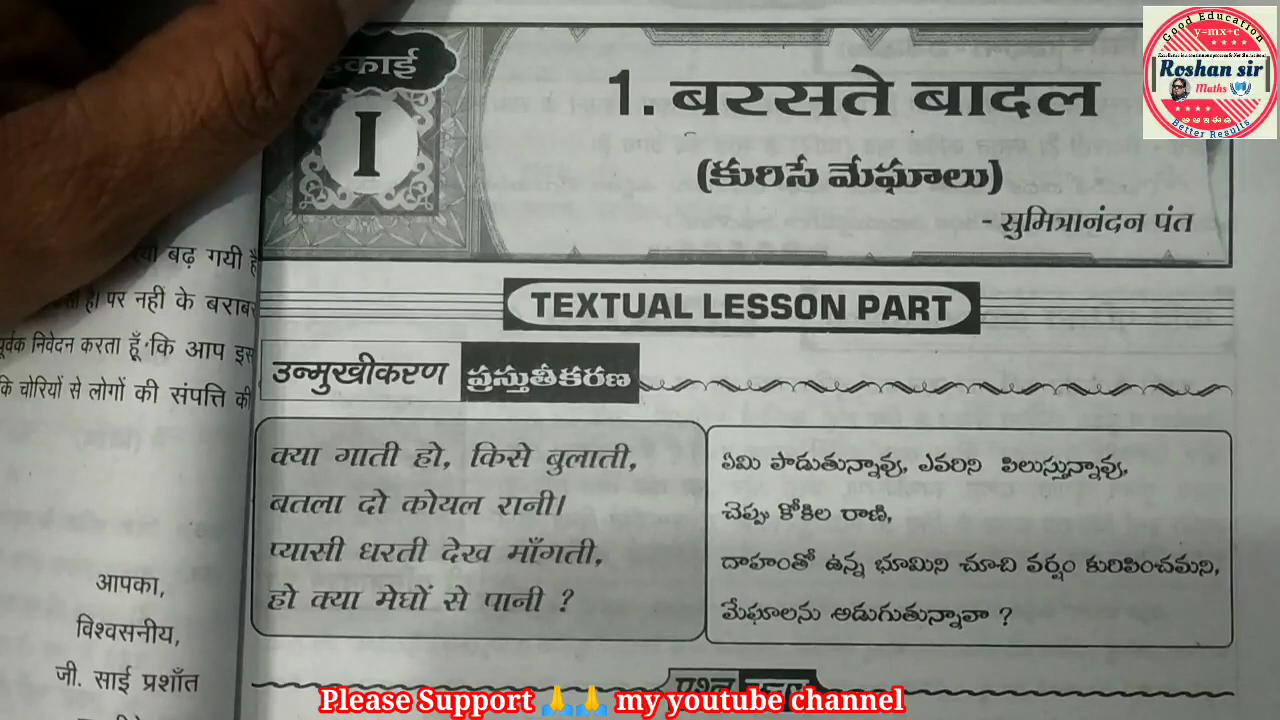 Good Education
y=mx+c
Roshan sir
Maths
Better Results
I
1. बरसते बादल
(కురిసే మేఘాలు)
- सुमित्रानंदन पंत
बढ़ गयी है
पर नहीं के बराबर
निवेदन करता हूँ कि आप इस
कि चोरियों से लोगों की संपत्ति की
आपका,
विश्वसनीय,
जी. साई प्रशाँत
TEXTUAL LESSON PART
उन्मुखीकरण ప్రస్తుతీకరణ
क्या गाती हो, किसे बुलाती,
बतला दो कोयल रानी।
प्यासी धरती देख माँगती,
हो क्या मेघों से पानी ?
ఏమి పాడుతున్నావు, ఎవరిని పిలుస్తున్నావు,
చెప్పు కోకిల రాణి,
దాహంతో ఉన్న భూమిని చూచి వర్షం కురిపించమని,
మేఘాలను అడుగుతున్నావా ?
Please Support 🙏🙏 my youtube channel